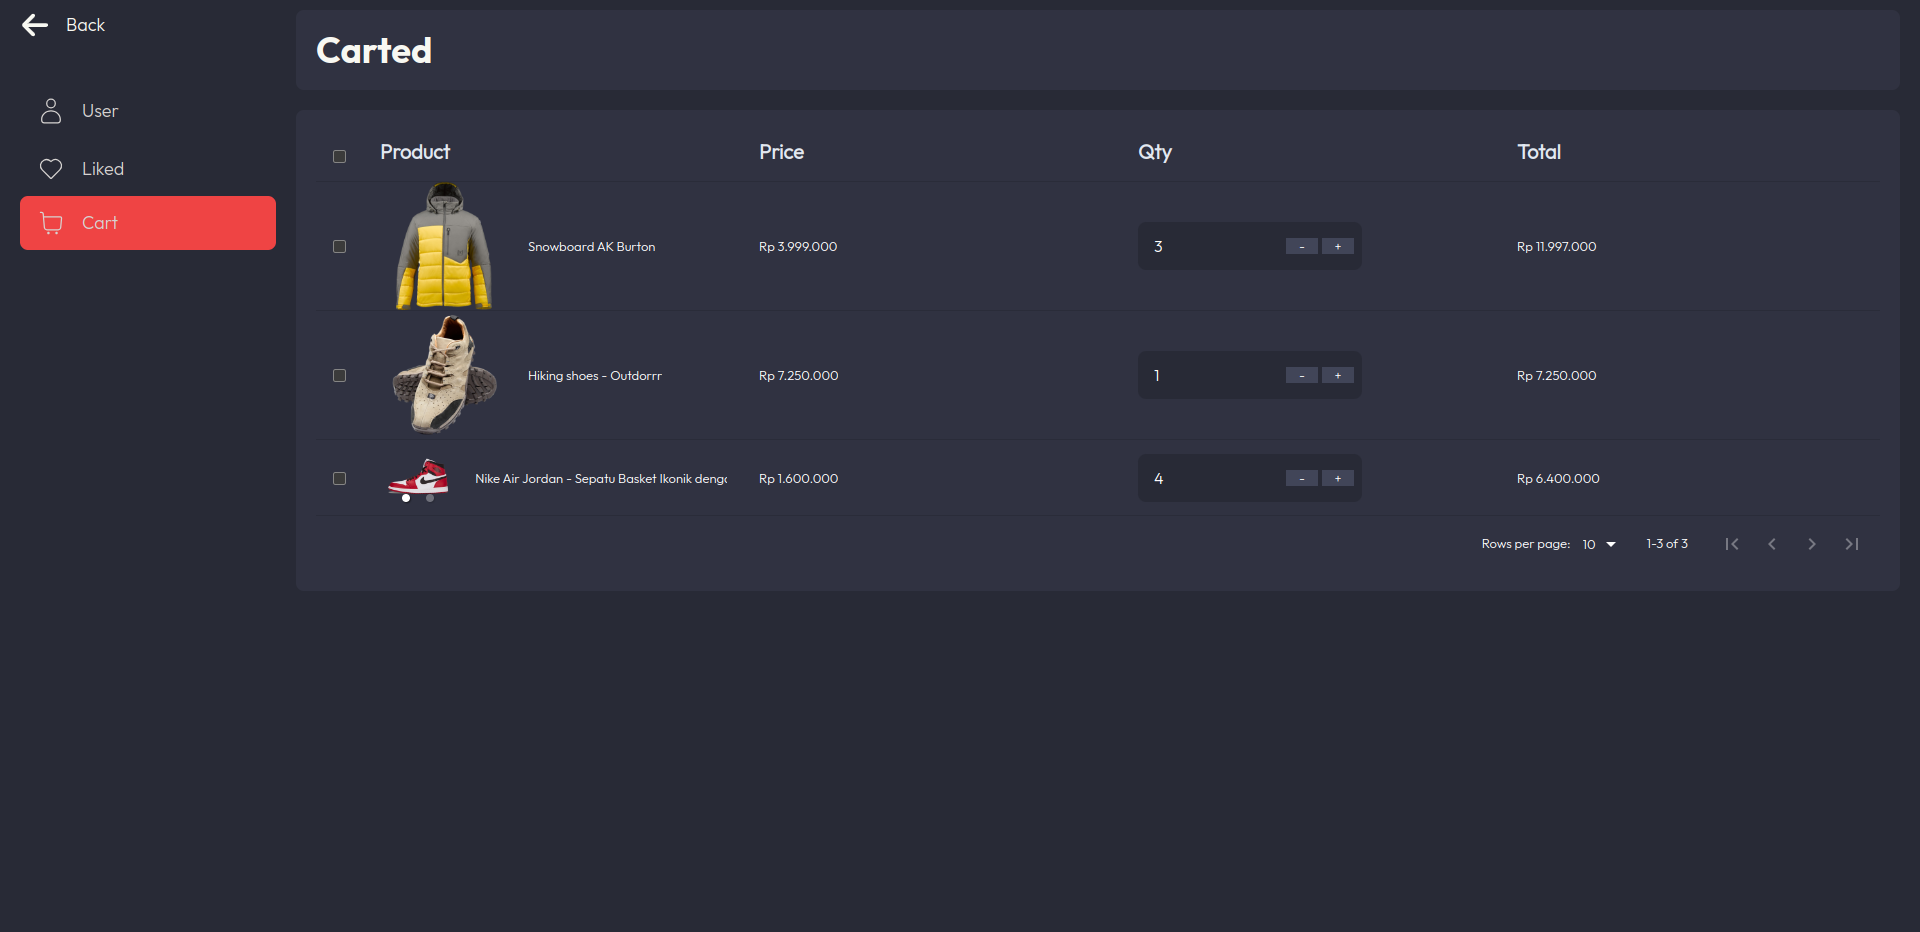 Back
Carted
User
Liked
Cart
Product Price Qty Total
Snowboard AK Burton Rp 3.999.000 3 - + Rp 11.997.000
Hiking shoes - Outdorrr Rp 7.250.000 1 - + Rp 7.250.000
Nike Air Jordan - Sepatu Basket Ikonik denga Rp 1.600.000 4 - + Rp 6.400.000
Rows per page: 10 1-3 of 3